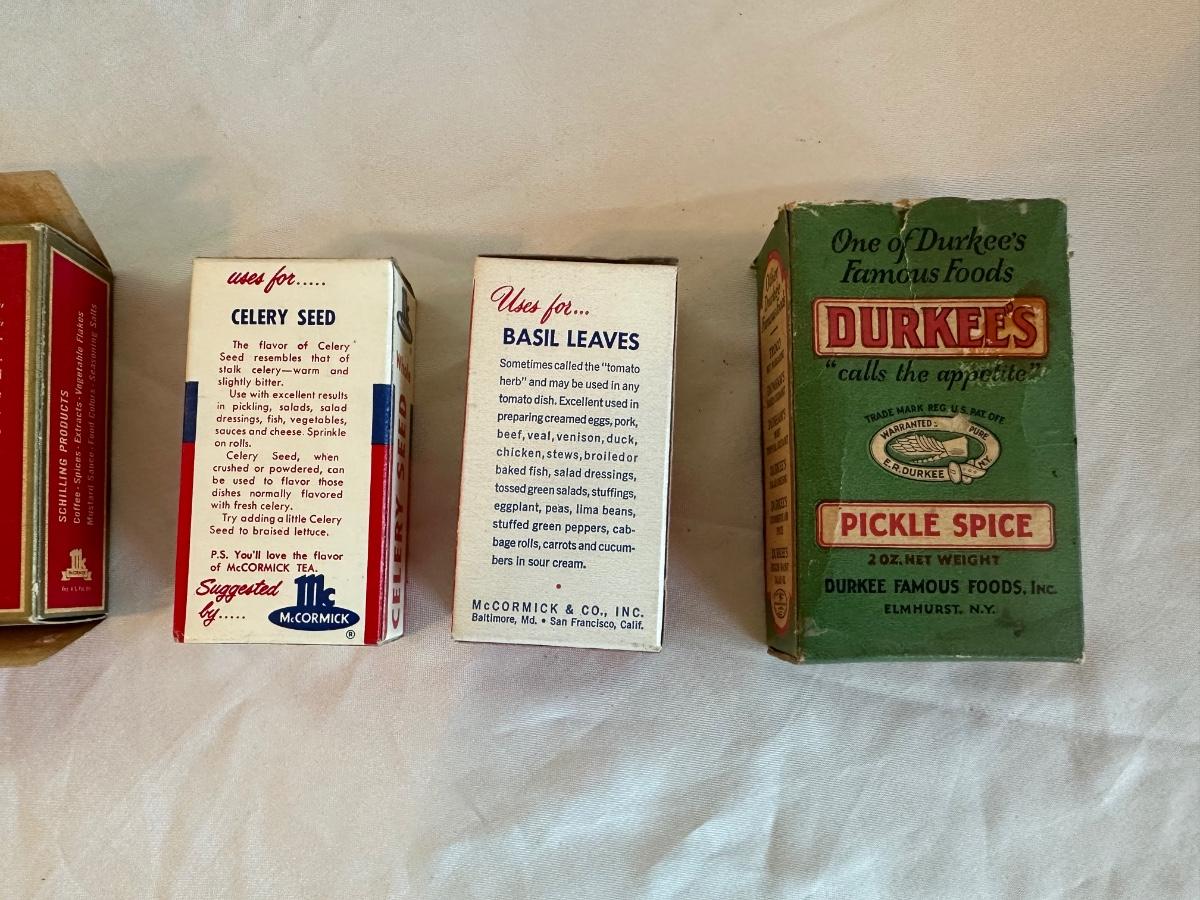 SCHILLING PRODUCTS
Coffee · Spices · Extracts · Vegetable Flakes
Mustard Sauce · Food Colors · Seasoning Salts
Mc
McCORMICK
uses for.....
CELERY SEED
The flavor of Celery
Seed resembles that of
stalk celery—warm and
slightly bitter.
Use with excellent results
in pickling, salads, salad
dressings, fish, vegetables,
sauces and cheese. Sprinkle
on rolls.
Celery Seed, when
crushed or powdered, can
be used to flavor those
dishes normally flavored
with fresh celery.
Try adding a little Celery
Seed to braised lettuce.
P.S. You'll love the flavor
of McCORMICK TEA.
Suggested
by.....
Mc
McCORMICK
®
Whole
CELERY SEED
Uses for...
BASIL LEAVES
Sometimes called the "tomato
herb" and may be used in any
tomato dish. Excellent used in
preparing creamed eggs, pork,
beef, veal, venison, duck,
chicken, stews, broiled or
baked fish, salad dressings,
tossed green salads, stuffings,
eggplant, peas, lima beans,
stuffed green peppers, cab-
bage rolls, carrots and cucum-
bers in sour cream.
McCORMICK & CO., INC.
Baltimore, Md. • San Francisco, Calif.
One of Durkee's
Famous Foods
DURKEE'S
"calls the appetite"
TRADE MARK REG. U.S. PAT. OFF.
WARRANTED PURE
E.R. DURKEE N.Y.
PICKLE SPICE
2 OZ. NET WEIGHT
DURKEE FAMOUS FOODS, INC.
ELMHURST, N.Y.